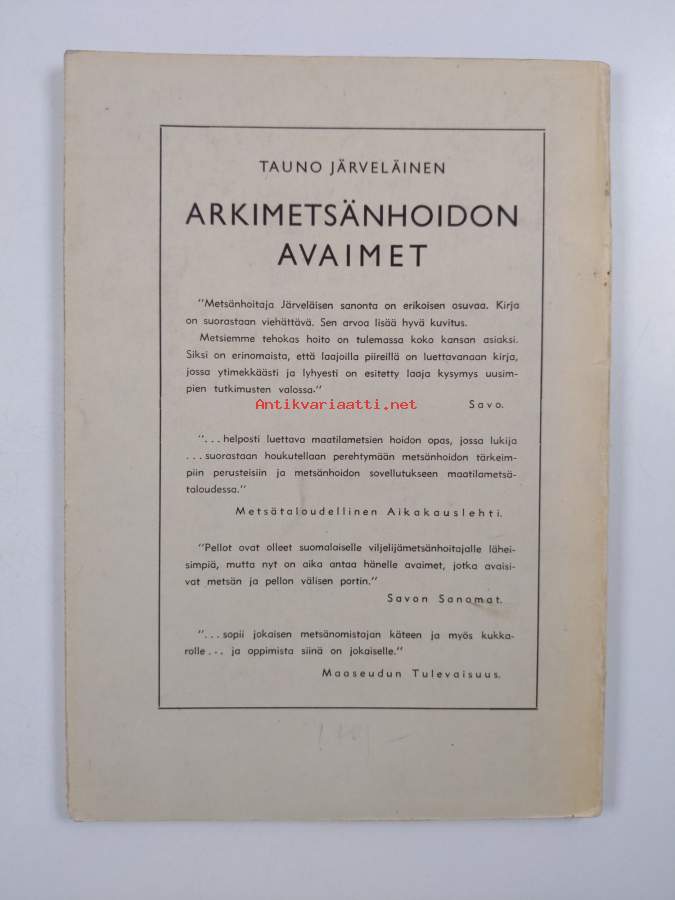 TAUNO JÄRVELÄINEN
ARKIMETSÄNHOIDON
AVAIMET
"Metsänhoitaja Järveläisen sanonta on erikoisen osuvaa. Kirja
on suorastaan viehättävä. Sen arvoa lisää hyvä kuvitus.
Metsiemme tehokas hoito on tulemassa koko kansan asiaksi.
Siksi on erinomaista, että laajoilla piireillä on luettavanaan kirja,
jossa ytimekkäästi ja lyhyesti on esitetty laaja kysymys uusim-
pien tutkimusten valossa."
Antikvariaatti.net
Savo.
"... helposti luettava maatilametsien hoidon opas, jossa lukija
... suorastaan houkutellaan perehtymään metsänhoidon tärkeim-
piin perusteisiin ja metsänhoidon sovellutukseen maatilametsä-
taloudessa."
Metsätaloudellinen Aikakauslehti.
"Pellot ovat olleet suomalaiselle viljelijämetsänhoitajalle lähei-
simpiä, mutta nyt on aika antaa hänelle avaimet, jotka avaisi-
vat metsän ja pellon välisen portin."
Savon Sanomat.
"... sopii jokaisen metsänomistajan käteen ja myös kukka-
rolle ... ja oppimista siinä on jokaiselle."
Maaseudun Tulevaisuus.